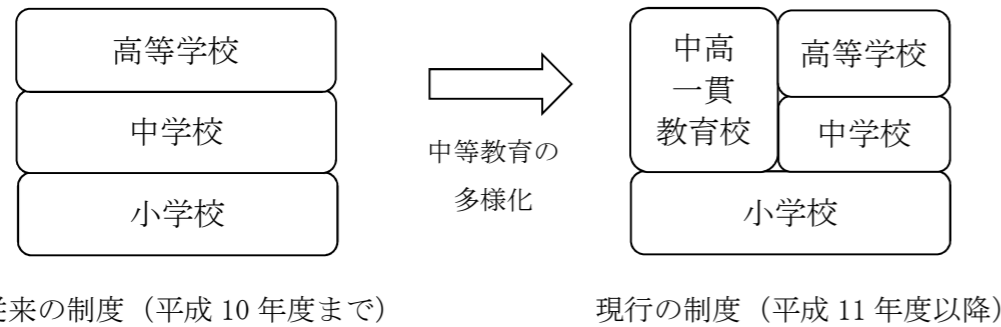 高等学校
中学校
小学校
中等教育の
多様化
中高
一貫
教育校
高等学校
中学校
小学校
来の制度（平成 10 年度まで）
現行の制度（平成 11 年度以降）